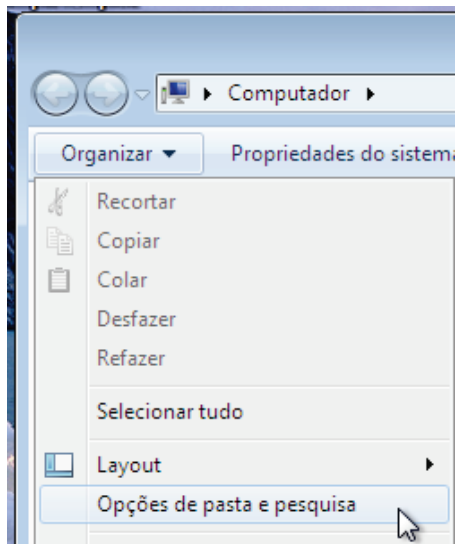 Computador
Organizar Propriedades do sistema
Recortar
Copiar
Colar
Desfazer
Refazer
Selecionar tudo
Layout
Opções de pasta e pesquisa